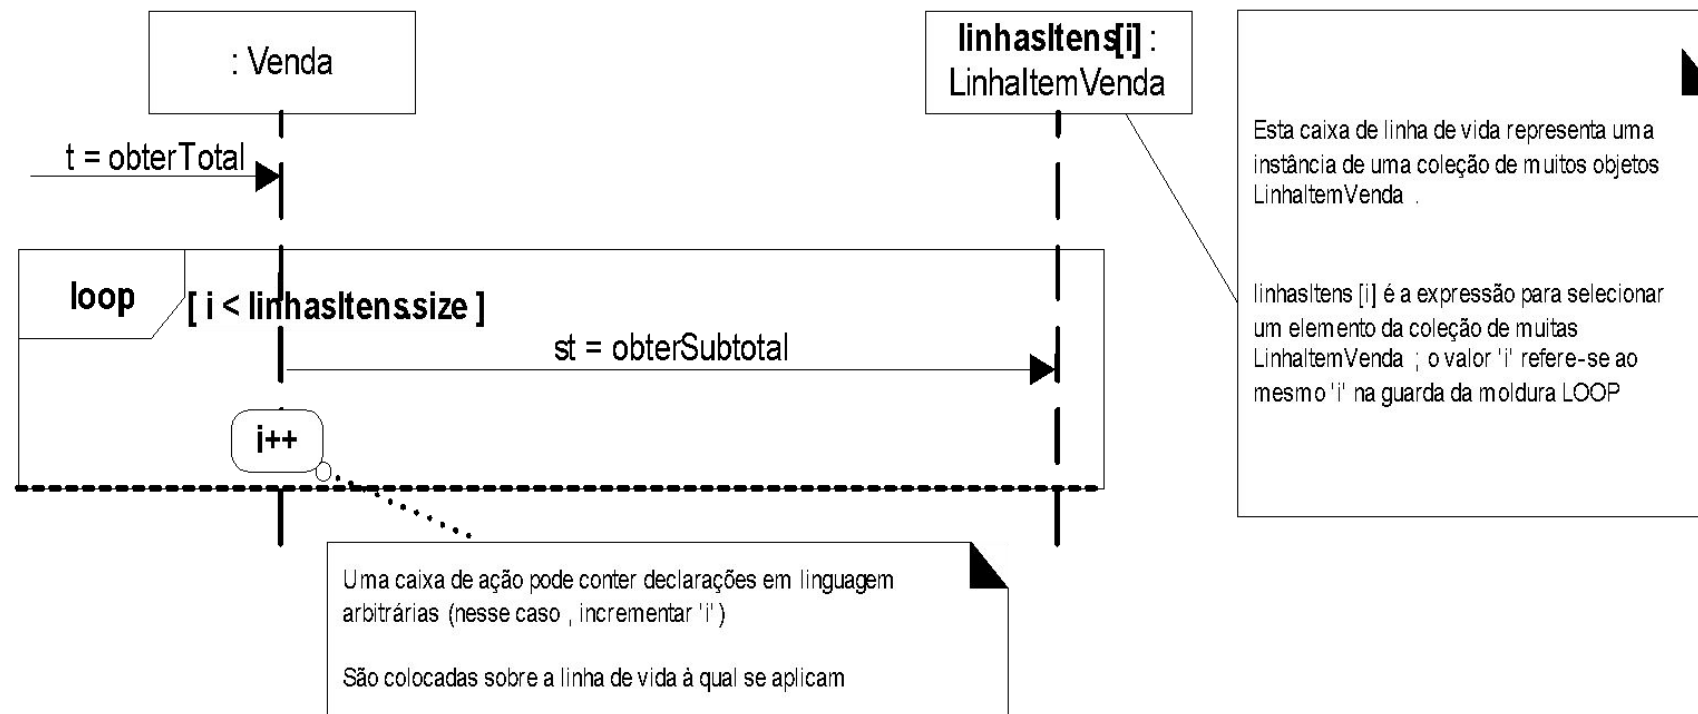 : Venda
linhasItens[i] :
LinhaItemVenda
t = obterTotal
loop
[ i < linhasItens.size ]
st = obterSubtotal
i++
Esta caixa de linha de vida representa uma
instância de uma coleção de muitos objetos
LinhaItemVenda .
linhasItens [i] é a expressão para selecionar
um elemento da coleção de muitas
LinhaItemVenda ; o valor 'i' refere-se ao
mesmo 'i' na guarda da moldura LOOP
Uma caixa de ação pode conter declarações em linguagem
arbitrárias (nesse caso , incrementar 'i')
São colocadas sobre a linha de vida à qual se aplicam